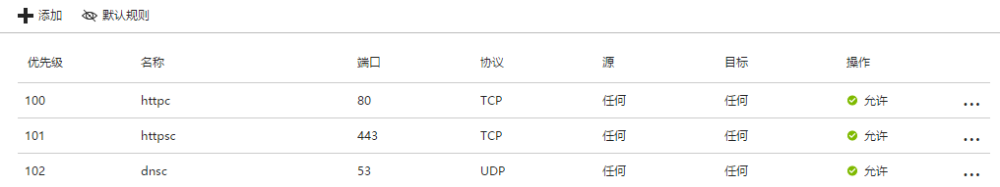 添加 默认规则
优先级 名称 端口 协议 源 目标 操作
100 httpc 80 TCP 任何 任何 允许 ...
101 httpsc 443 TCP 任何 任何 允许 ...
102 dnsc 53 UDP 任何 任何 允许 ...